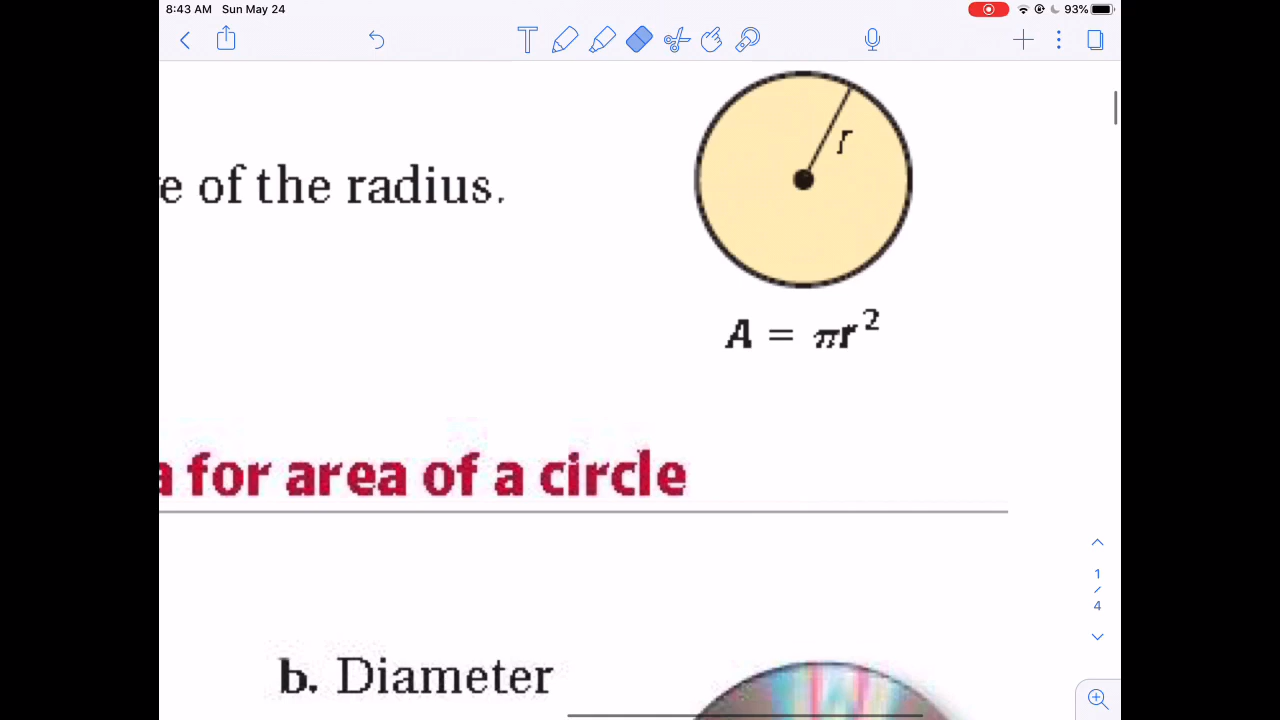 8:43 AM Sun May 24
93%
T
r
e of the radius.
A = πr²
a for area of a circle
1
/
4
b. Diameter